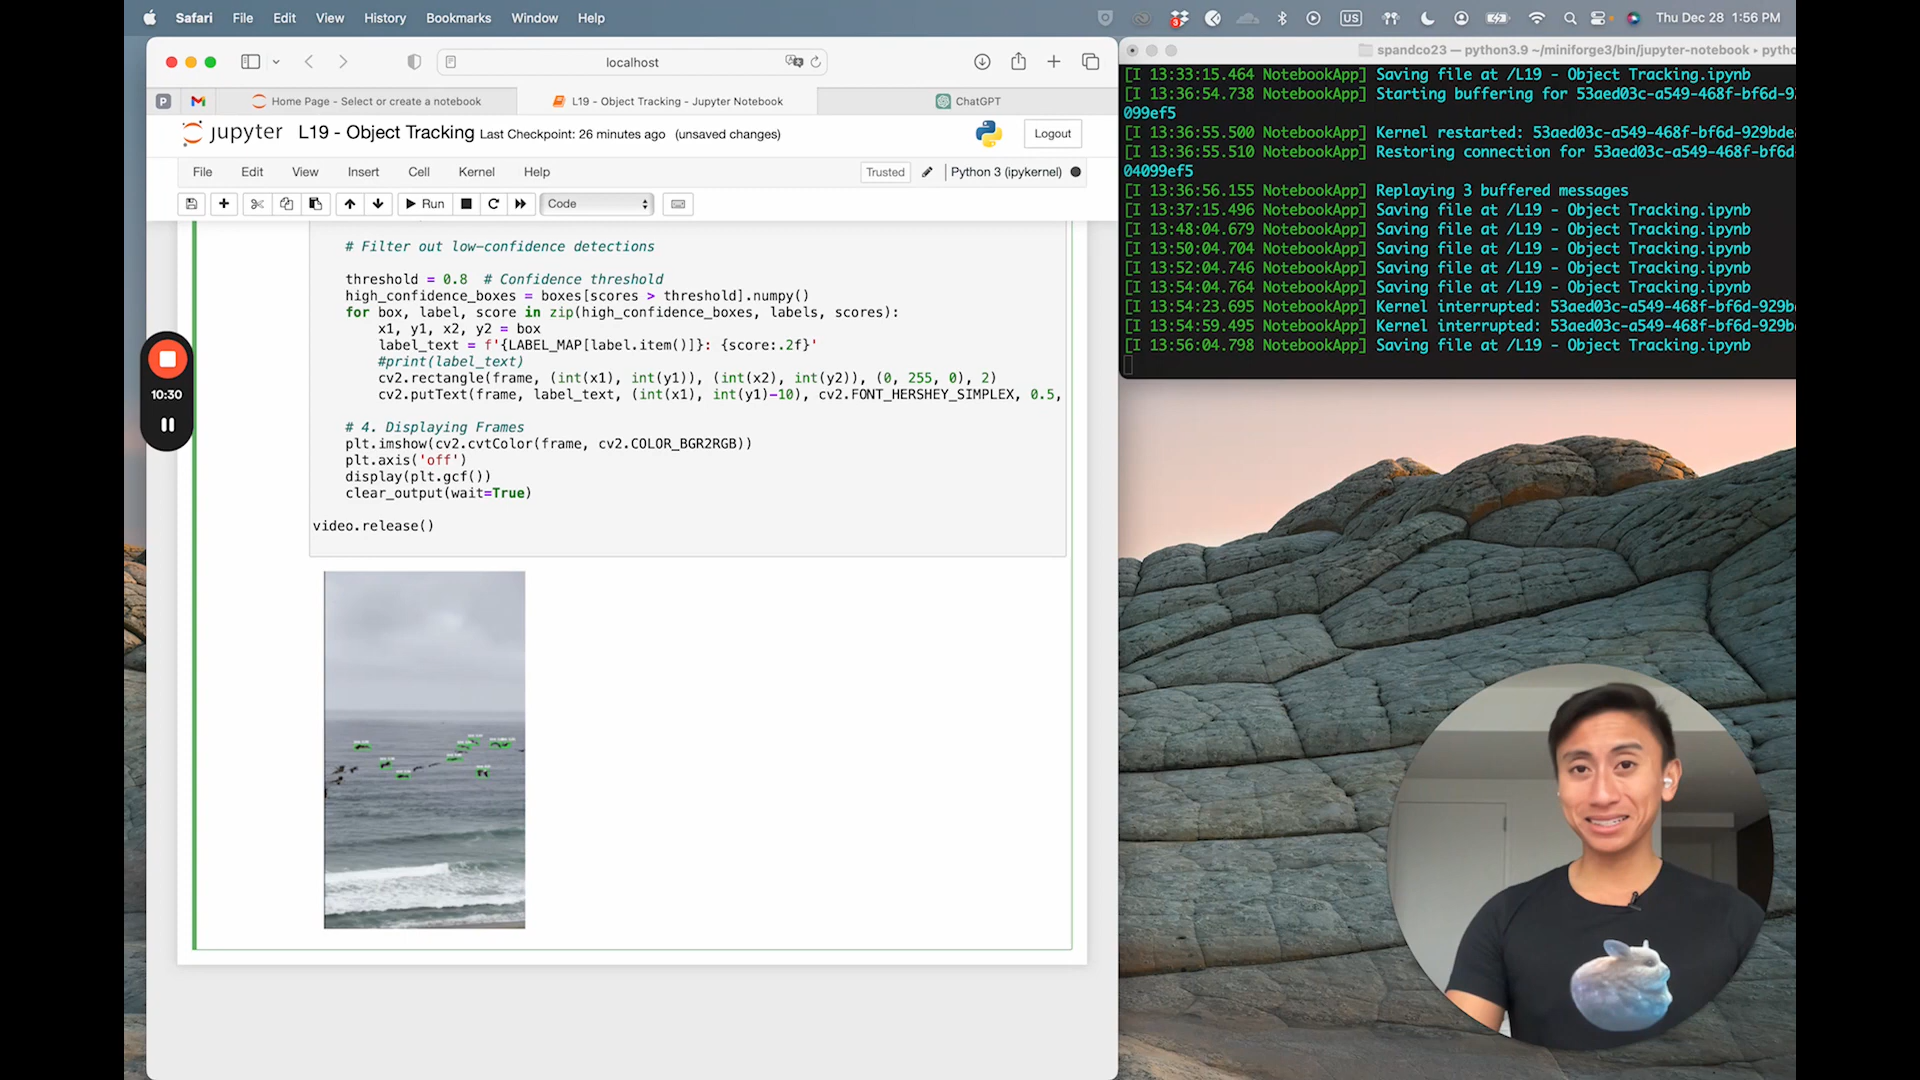 Safari File Edit View History Bookmarks Window Help
3 US Thu Dec 28 1:56 PM
localhost
P Home Page - Select or create a notebook L19 - Object Tracking - Jupyter Notebook ChatGPT
jupyter L19 - Object Tracking Last Checkpoint: 26 minutes ago (unsaved changes) Logout
File Edit View Insert Cell Kernel Help Trusted Python 3 (ipykernel)
Run Code
# Filter out low-confidence detections
threshold = 0.8 # Confidence threshold
high_confidence_boxes = boxes[scores > threshold].numpy()
for box, label, score in zip(high_confidence_boxes, labels, scores):
x1, y1, x2, y2 = box
label_text = f'{LABEL_MAP[label.item()]}: {score:.2f}'
#print(label_text)
cv2.rectangle(frame, (int(x1), int(y1)), (int(x2), int(y2)), (0, 255, 0), 2)
cv2.putText(frame, label_text, (int(x1), int(y1)-10), cv2.FONT_HERSHEY_SIMPLEX, 0.5,
# 4. Displaying Frames
plt.imshow(cv2.cvtColor(frame, cv2.COLOR_BGR2RGB))
plt.axis('off')
display(plt.gcf())
clear_output(wait=True)
video.release()
10:30
spandco23 — python3.9 ~/miniforge3/bin/jupyter-notebook ▸ pytho
[I 13:33:15.464 NotebookApp] Saving file at /L19 - Object Tracking.ipynb
[I 13:36:54.738 NotebookApp] Starting buffering for 53aed03c-a549-468f-bf6d-92
099ef5
[I 13:36:55.500 NotebookApp] Kernel restarted: 53aed03c-a549-468f-bf6d-929bde
[I 13:36:55.510 NotebookApp] Restoring connection for 53aed03c-a549-468f-bf6d
04099ef5
[I 13:36:56.155 NotebookApp] Replaying 3 buffered messages
[I 13:37:15.496 NotebookApp] Saving file at /L19 - Object Tracking.ipynb
[I 13:48:04.679 NotebookApp] Saving file at /L19 - Object Tracking.ipynb
[I 13:50:04.704 NotebookApp] Saving file at /L19 - Object Tracking.ipynb
[I 13:52:04.746 NotebookApp] Saving file at /L19 - Object Tracking.ipynb
[I 13:54:04.764 NotebookApp] Saving file at /L19 - Object Tracking.ipynb
[I 13:54:23.695 NotebookApp] Kernel interrupted: 53aed03c-a549-468f-bf6d-929b
[I 13:54:59.495 NotebookApp] Kernel interrupted: 53aed03c-a549-468f-bf6d-929b
[I 13:56:04.798 NotebookApp] Saving file at /L19 - Object Tracking.ipynb